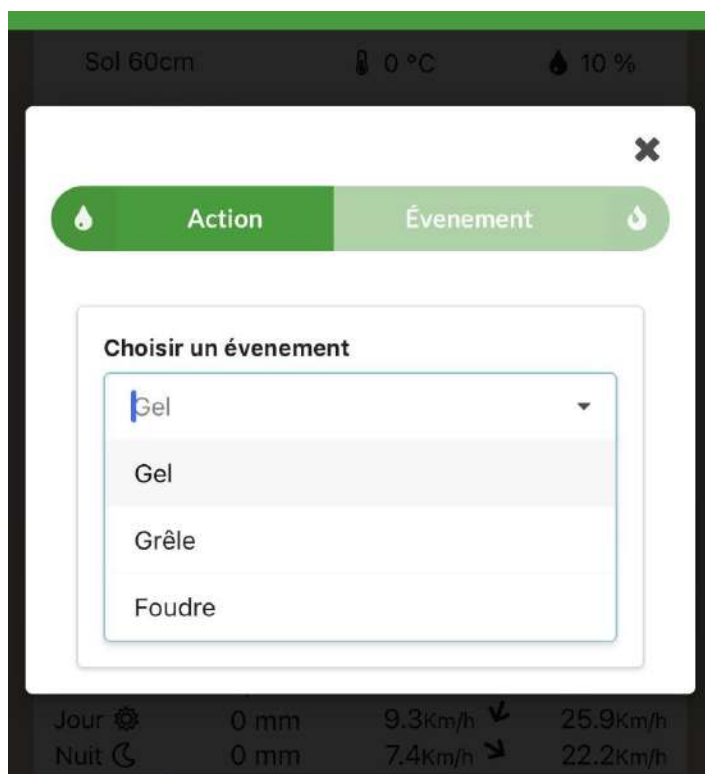 Sol 60cm 0 °C 10 %
Action Évenement
Choisir un évenement
Gel
Gel
Grêle
Foudre
Jour 0 mm 9.3Km/h 25.9Km/h
Nuit 0 mm 7.4Km/h 22.2Km/h